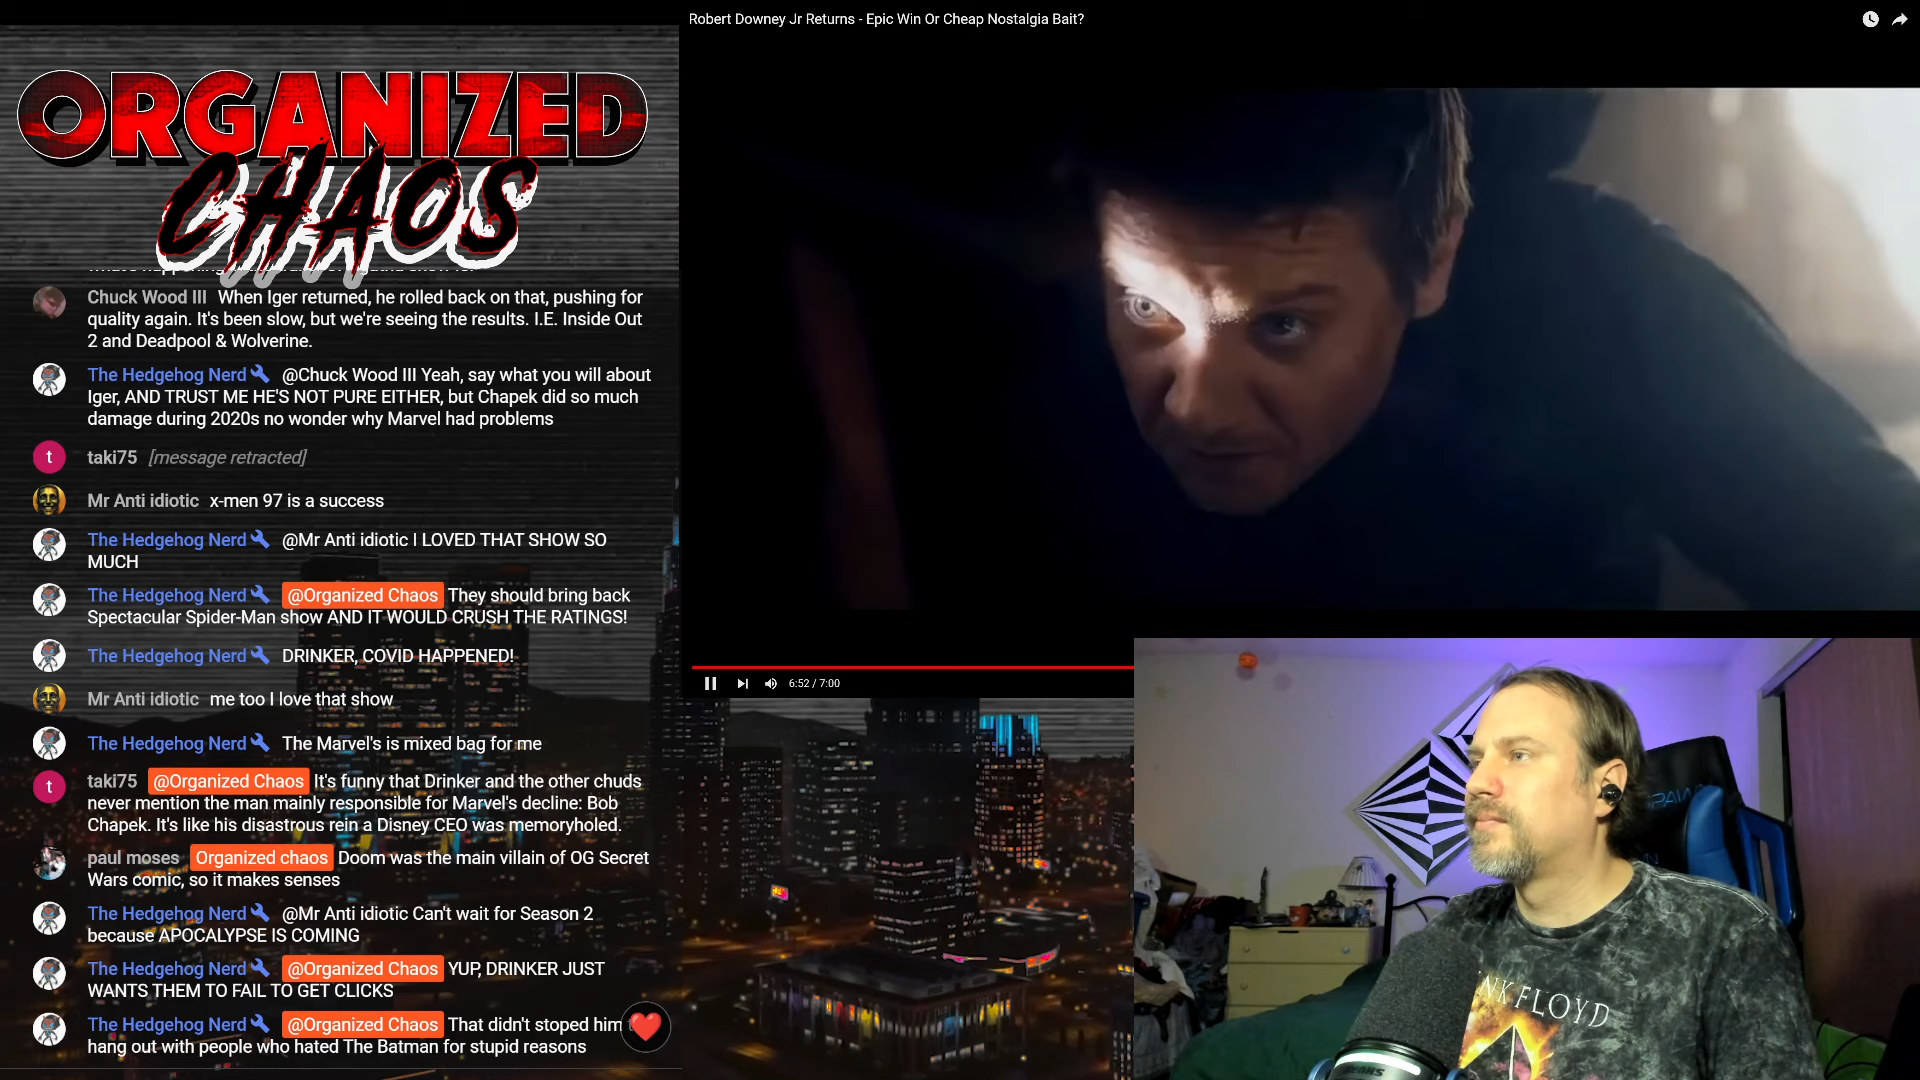 Robert Downey Jr Returns - Epic Win Or Cheap Nostalgia Bait?
ORGANIZED
CHAOS
Chuck Wood III When Iger returned, he rolled back on that, pushing for
quality again. It's been slow, but we're seeing the results. I.E. Inside Out
2 and Deadpool & Wolverine.
The Hedgehog Nerd @Chuck Wood III Yeah, say what you will about
Iger, AND TRUST ME HE'S NOT PURE EITHER, but Chapek did so much
damage during 2020s no wonder why Marvel had problems
t taki75 [message retracted]
Mr Anti idiotic x-men 97 is a success
The Hedgehog Nerd @Mr Anti idiotic I LOVED THAT SHOW SO
MUCH
The Hedgehog Nerd @Organized Chaos They should bring back
Spectacular Spider-Man show AND IT WOULD CRUSH THE RATINGS!
The Hedgehog Nerd DRINKER, COVID HAPPENED!
Mr Anti idiotic me too I love that show
The Hedgehog Nerd The Marvel's is mixed bag for me
t taki75 @Organized Chaos It's funny that Drinker and the other chuds
never mention the man mainly responsible for Marvel's decline: Bob
Chapek. It's like his disastrous rein a Disney CEO was memoryholed.
paul moses Organized chaos Doom was the main villain of OG Secret
Wars comic, so it makes senses
The Hedgehog Nerd @Mr Anti idiotic Can't wait for Season 2
because APOCALYPSE IS COMING
The Hedgehog Nerd @Organized Chaos YUP, DRINKER JUST
WANTS THEM TO FAIL TO GET CLICKS
The Hedgehog Nerd @Organized Chaos That didn't stoped him
hang out with people who hated The Batman for stupid reasons
6:52 / 7:00
NK FLOYD